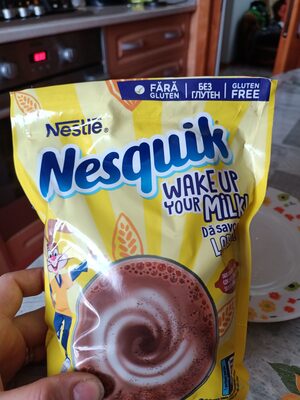 FĂRĂ GLUTEN | БЕЗ ГЛУТЕН | GLUTEN FREE
Nestlé
Nesquik
WAKE UP
YOUR MILK!